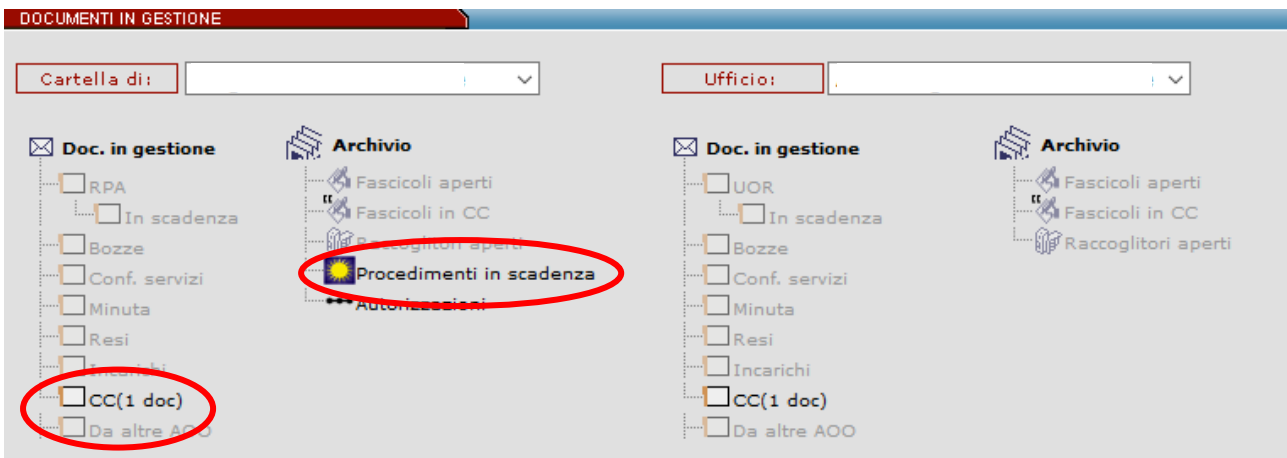 DOCUMENTI IN GESTIONE
Cartella di:
Doc. in gestione
RPA
In scadenza
Bozze
Conf. servizi
Minuta
Resi
Incarichi
CC(1 doc)
Da altre AOO
Archivio
Fascicoli aperti
Fascicoli in CC
Raccoglitori aperti
Procedimenti in scadenza
Autorizzazioni
Ufficio:
Doc. in gestione
UOR
In scadenza
Bozze
Conf. servizi
Minuta
Resi
Incarichi
CC(1 doc)
Da altre AOO
Archivio
Fascicoli aperti
Fascicoli in CC
Raccoglitori aperti